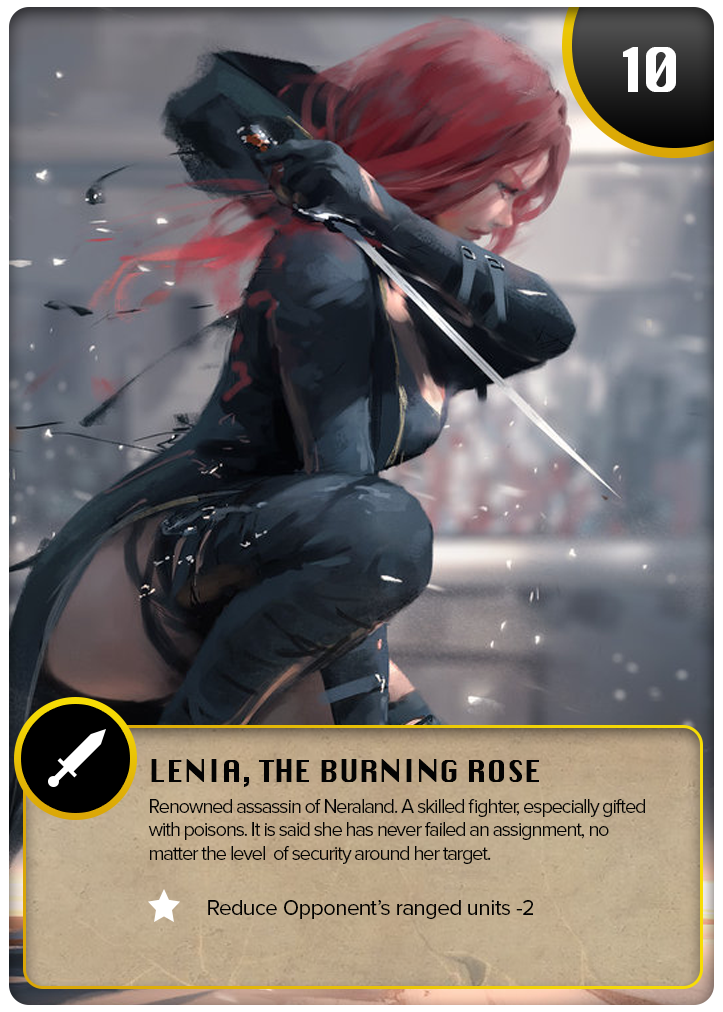 10
LENIA, THE BURNING ROSE
Renowned assassin of Neraland. A skilled fighter, especially gifted
with poisons. It is said she has never failed an assignment, no
matter the level  of security around her target.
Reduce Opponent’s ranged units -2